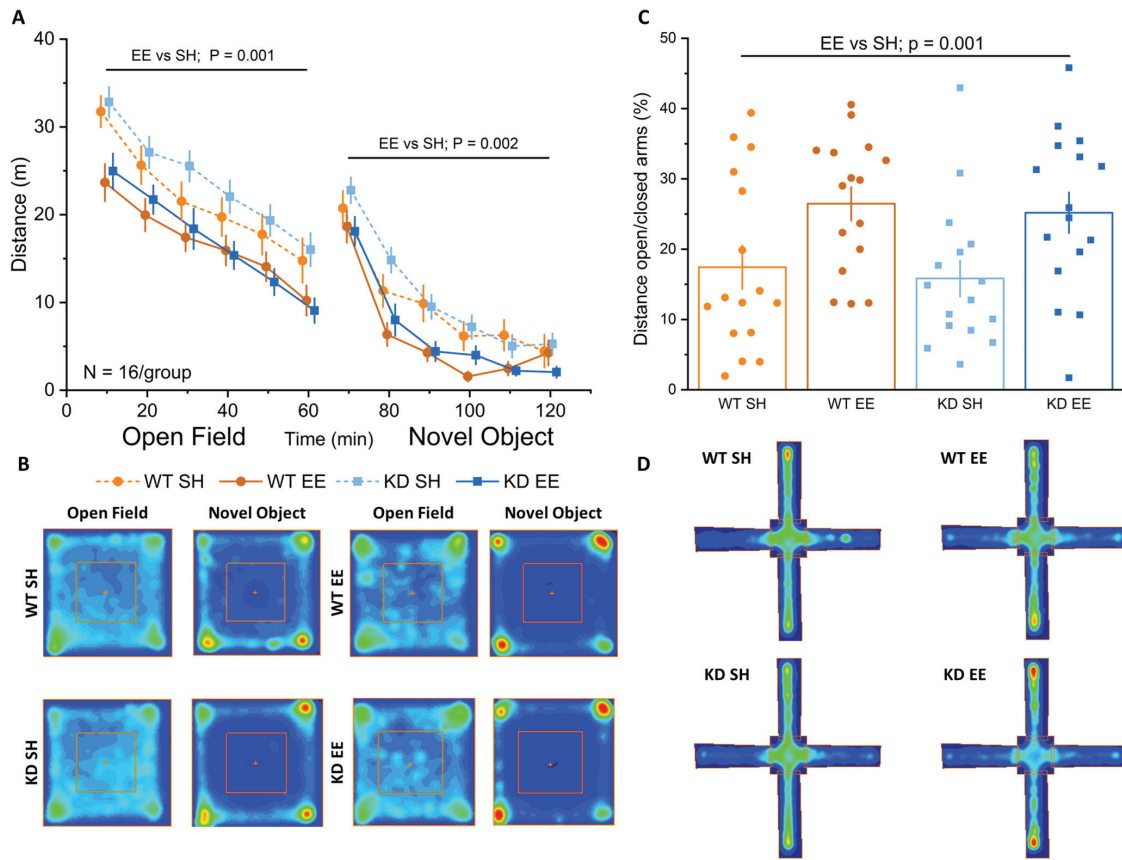 A
40
30
20
10
0
Distance (m)
EE vs SH; P = 0.001
EE vs SH; P = 0.002
N = 16/group
0 20 40 60 80 100 120
Open Field Time (min) Novel Object
C
50
40
30
20
10
0
Distance open/closed arms (%)
EE vs SH; p = 0.001
WT SH WT EE KD SH KD EE
B
WT SH WT EE KD SH KD EE
Open Field Novel Object Open Field Novel Object
WT SH WT EE
KD SH KD EE
D
WT SH WT EE
KD SH KD EE